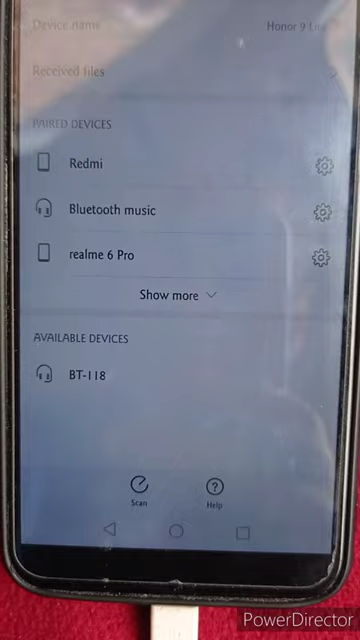 Device name
Honor 9 Lite
Received files
PAIRED DEVICES
Redmi
Bluetooth music
realme 6 Pro
Show more
AVAILABLE DEVICES
BT-118
Scan
Help
PowerDirector